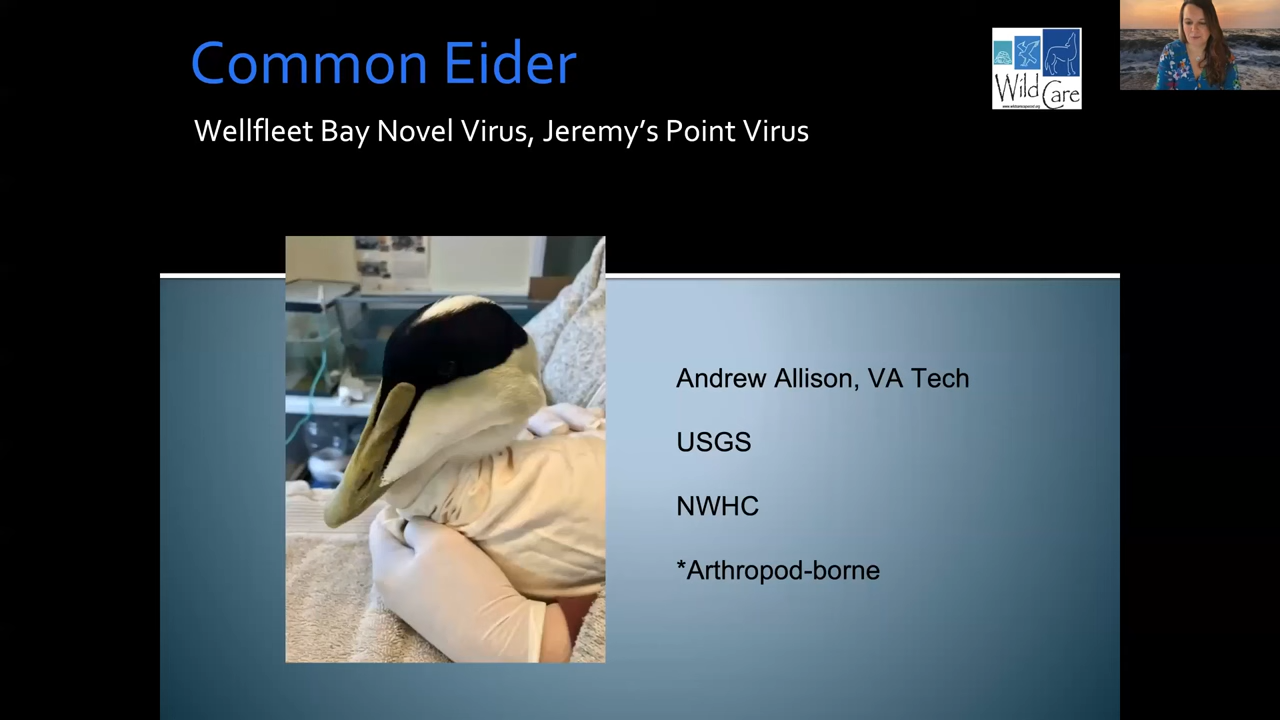 Common Eider
Wellfleet Bay Novel Virus, Jeremy's Point Virus
Wild Care
Andrew Allison, VA Tech
USGS
NWHC
*Arthropod-borne